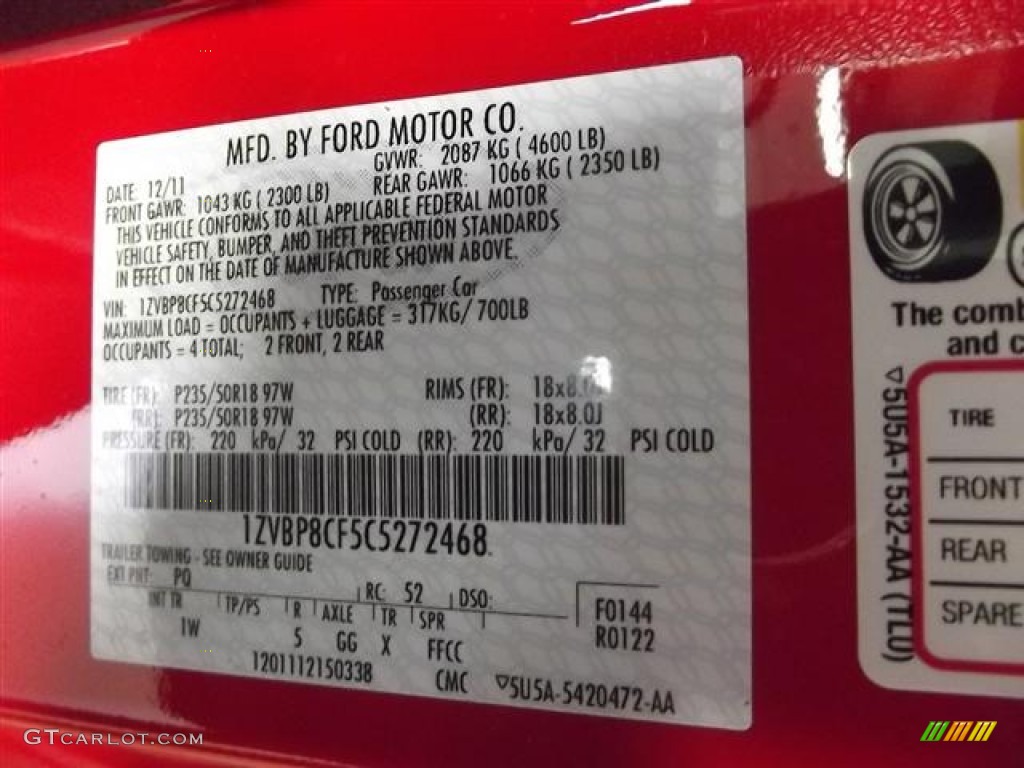 MFD. BY FORD MOTOR CO.
DATE: 12/11 GVWR: 2087 KG ( 4600 LB)
FRONT GAWR: 1043 KG ( 2300 LB) REAR GAWR: 1066 KG ( 2350 LB)
THIS VEHICLE CONFORMS TO ALL APPLICABLE FEDERAL MOTOR
VEHICLE SAFETY, BUMPER, AND THEFT PREVENTION STANDARDS
IN EFFECT ON THE DATE OF MANUFACTURE SHOWN ABOVE.
VIN: 1ZVBP8CF5C5272468 TYPE: Passenger Car
MAXIMUM LOAD = OCCUPANTS + LUGGAGE = 317KG/ 700LB
OCCUPANTS = 4 TOTAL; 2 FRONT, 2 REAR
TIRE (FR): P235/50R18 97W RIMS (FR): 18x8.0J
(RR): P235/50R18 97W (RR): 18x8.0J
PRESSURE (FR): 220 kPa/ 32 PSI COLD (RR): 220 kPa/ 32 PSI COLD
1ZVBP8CF5C5272468
TRAILER TOWING - SEE OWNER GUIDE
EXT PNT: PQ RC: 52 DSO:
INT TR TP/PS R AXLE TR SPR
1W 5 GG X FFCC
F0144
R0122
1201112150338 CMC 5U5A-5420472-AA
The comb
and c
5U5A-1532-AA (TLU)
TIRE
FRONT
REAR
SPARE
GTCARLOT.COM